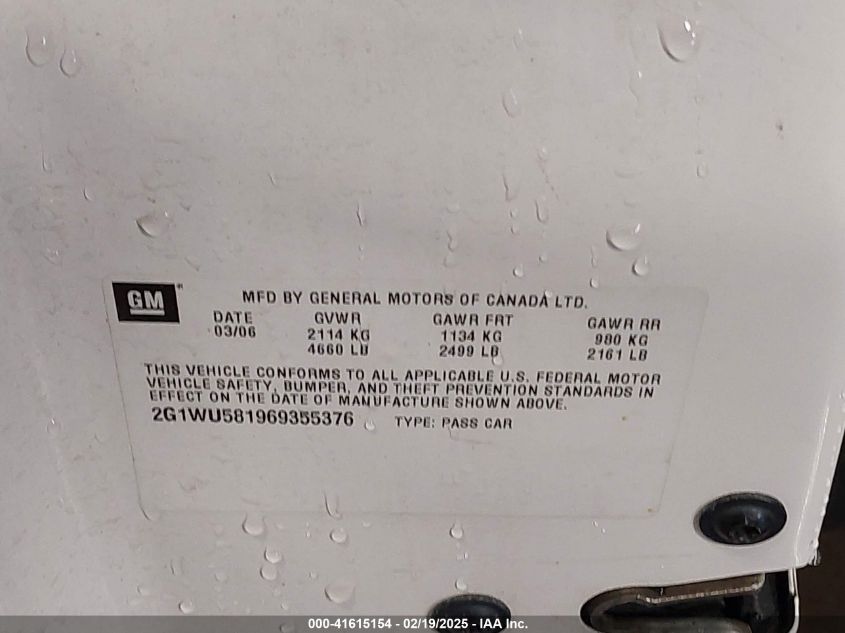 GM
MFD BY GENERAL MOTORS OF CANADA LTD.
DATE GVWR GAWR FRT GAWR RR
03/06 2114 KG 1134 KG 980 KG
4660 LB 2499 LB 2161 LB
THIS VEHICLE CONFORMS TO ALL APPLICABLE U.S. FEDERAL MOTOR
VEHICLE SAFETY, BUMPER, AND THEFT PREVENTION STANDARDS IN
EFFECT ON THE DATE OF MANUFACTURE SHOWN ABOVE.
2G1WU581969355376 TYPE: PASS CAR
000-41615154 - 02/19/2025 - IAA Inc.